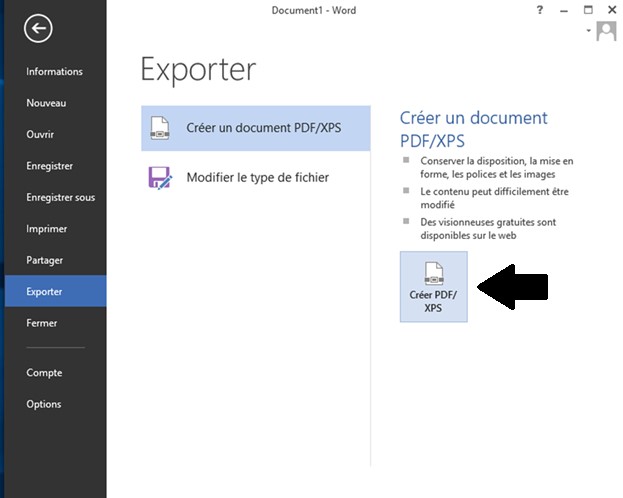 Document1 - Word
?
Informations
Nouveau
Ouvrir
Enregistrer
Enregistrer sous
Imprimer
Partager
Exporter
Fermer
Compte
Options
Exporter
Créer un document PDF/XPS
Modifier le type de fichier
Créer un document
PDF/XPS
Conserver la disposition, la mise en
forme, les polices et les images
Le contenu peut difficilement être
modifié
Des visionneuses gratuites sont
disponibles sur le web
Créer PDF/
XPS